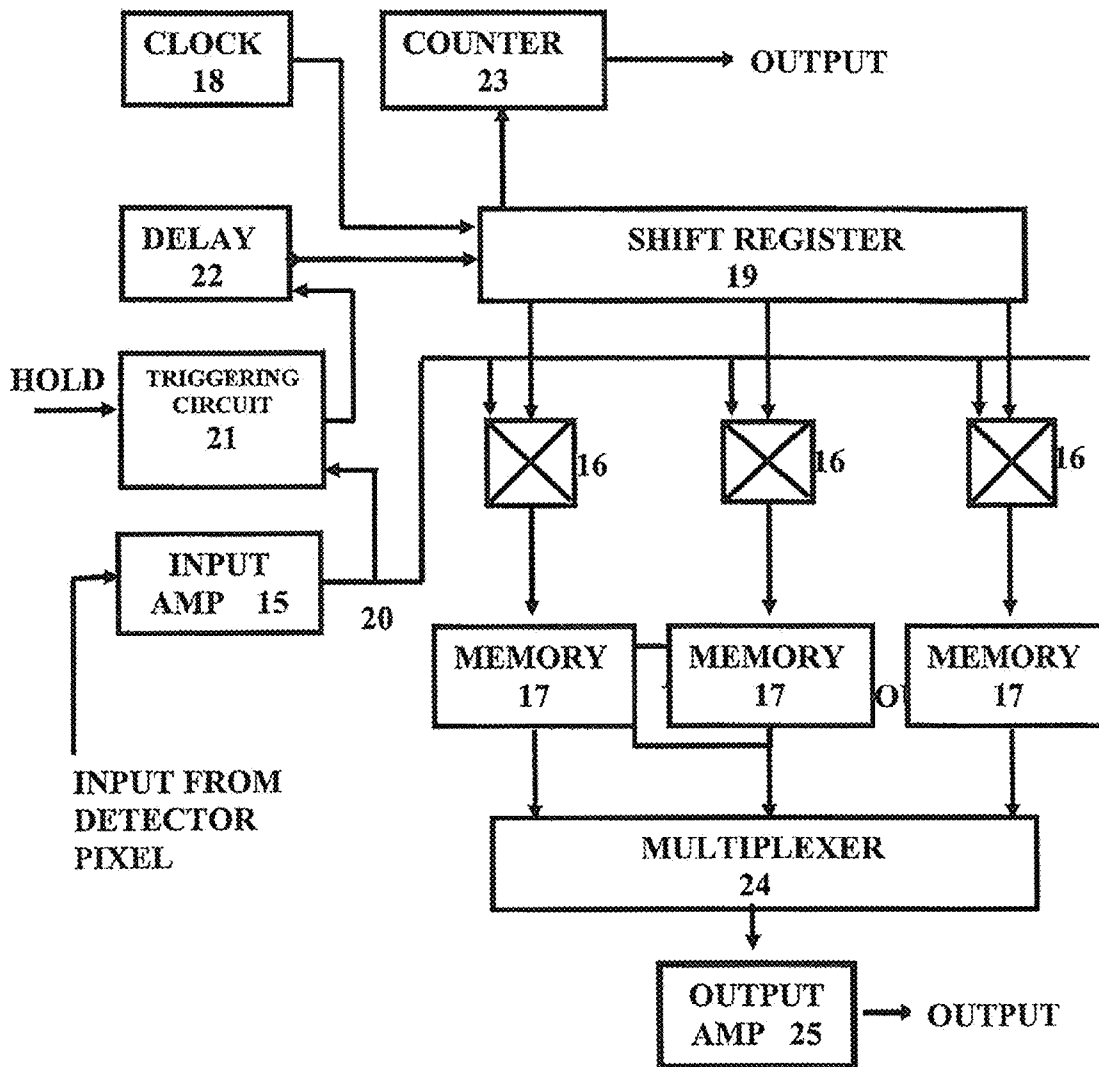 CLOCK
18
COUNTER
23
OUTPUT
DELAY
22
SHIFT REGISTER
19
HOLD
TRIGGERING
CIRCUIT
21
16
16
16
INPUT
AMP 15
20
MEMORY
17
MEMORY
17
MEMORY
17
INPUT FROM
DETECTOR
PIXEL
MULTIPLEXER
24
OUTPUT
AMP 25
OUTPUT